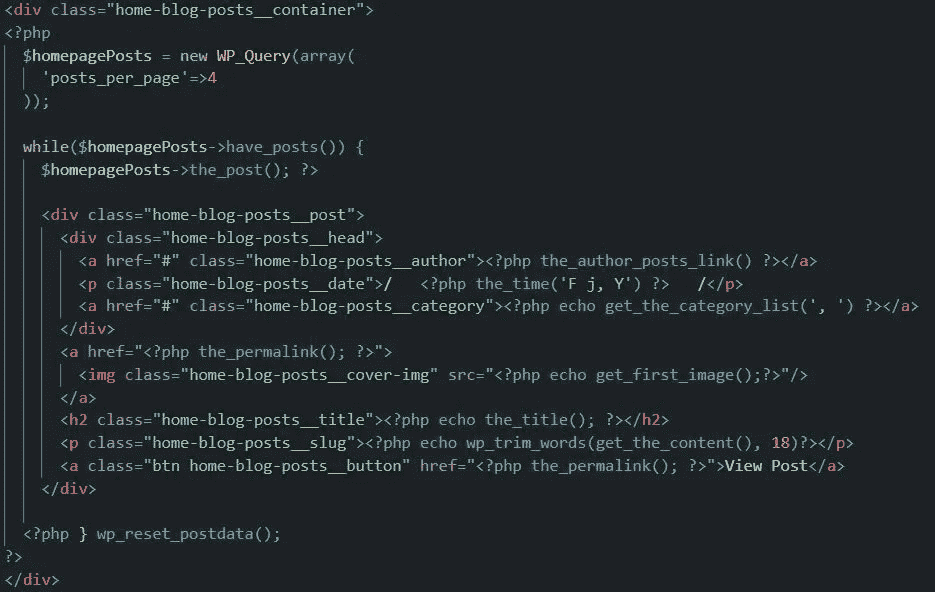 <div class="home-blog-posts__container">
<?php
$homepagePosts = new WP_Query(array(
'posts_per_page'=>4
));
while($homepagePosts->have_posts()) {
$homepagePosts->the_post(); ?>
<div class="home-blog-posts__post">
<div class="home-blog-posts__head">
<a href="#" class="home-blog-posts__author"><?php the_author_posts_link() ?></a>
<p class="home-blog-posts__date">/   <?php the_time('F j, Y') ?>   /</p>
<a href="#" class="home-blog-posts__category"><?php echo get_the_category_list(', ') ?></a>
</div>
<a href="<?php the_permalink(); ?>">
<img class="home-blog-posts__cover-img" src="<?php echo get_first_image();?>"/>
</a>
<h2 class="home-blog-posts__title"><?php echo the_title(); ?></h2>
<p class="home-blog-posts__slug"><?php echo wp_trim_words(get_the_content(), 18)?></p>
<a class="btn home-blog-posts__button" href="<?php the_permalink(); ?>">View Post</a>
</div>
<?php } wp_reset_postdata();
?>
</div>